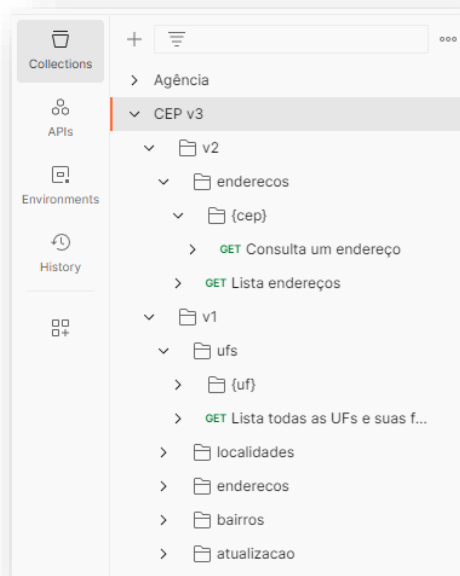 Collections
APIs
Environments
History
Agência
CEP v3
v2
enderecos
{cep}
GET Consulta um endereço
GET Lista endereços
v1
ufs
{uf}
GET Lista todas as UFs e suas f...
localidades
enderecos
bairros
atualizacao